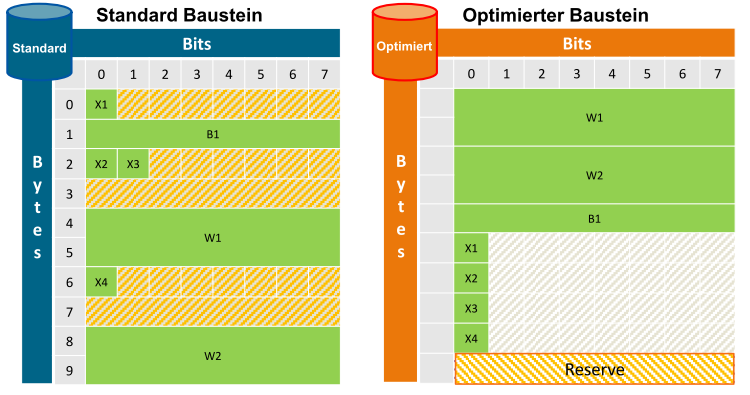 Standard Baustein
Standard
Bits
0 1 2 3 4 5 6 7
Bytes
0 X1
1 B1
2 X2 X3
3
4
W1
5
6 X4
7
8
W2
9
Optimierter Baustein
Optimiert
Bits
0 1 2 3 4 5 6 7
Bytes
W1
W2
B1
X1
X2
X3
X4
Reserve